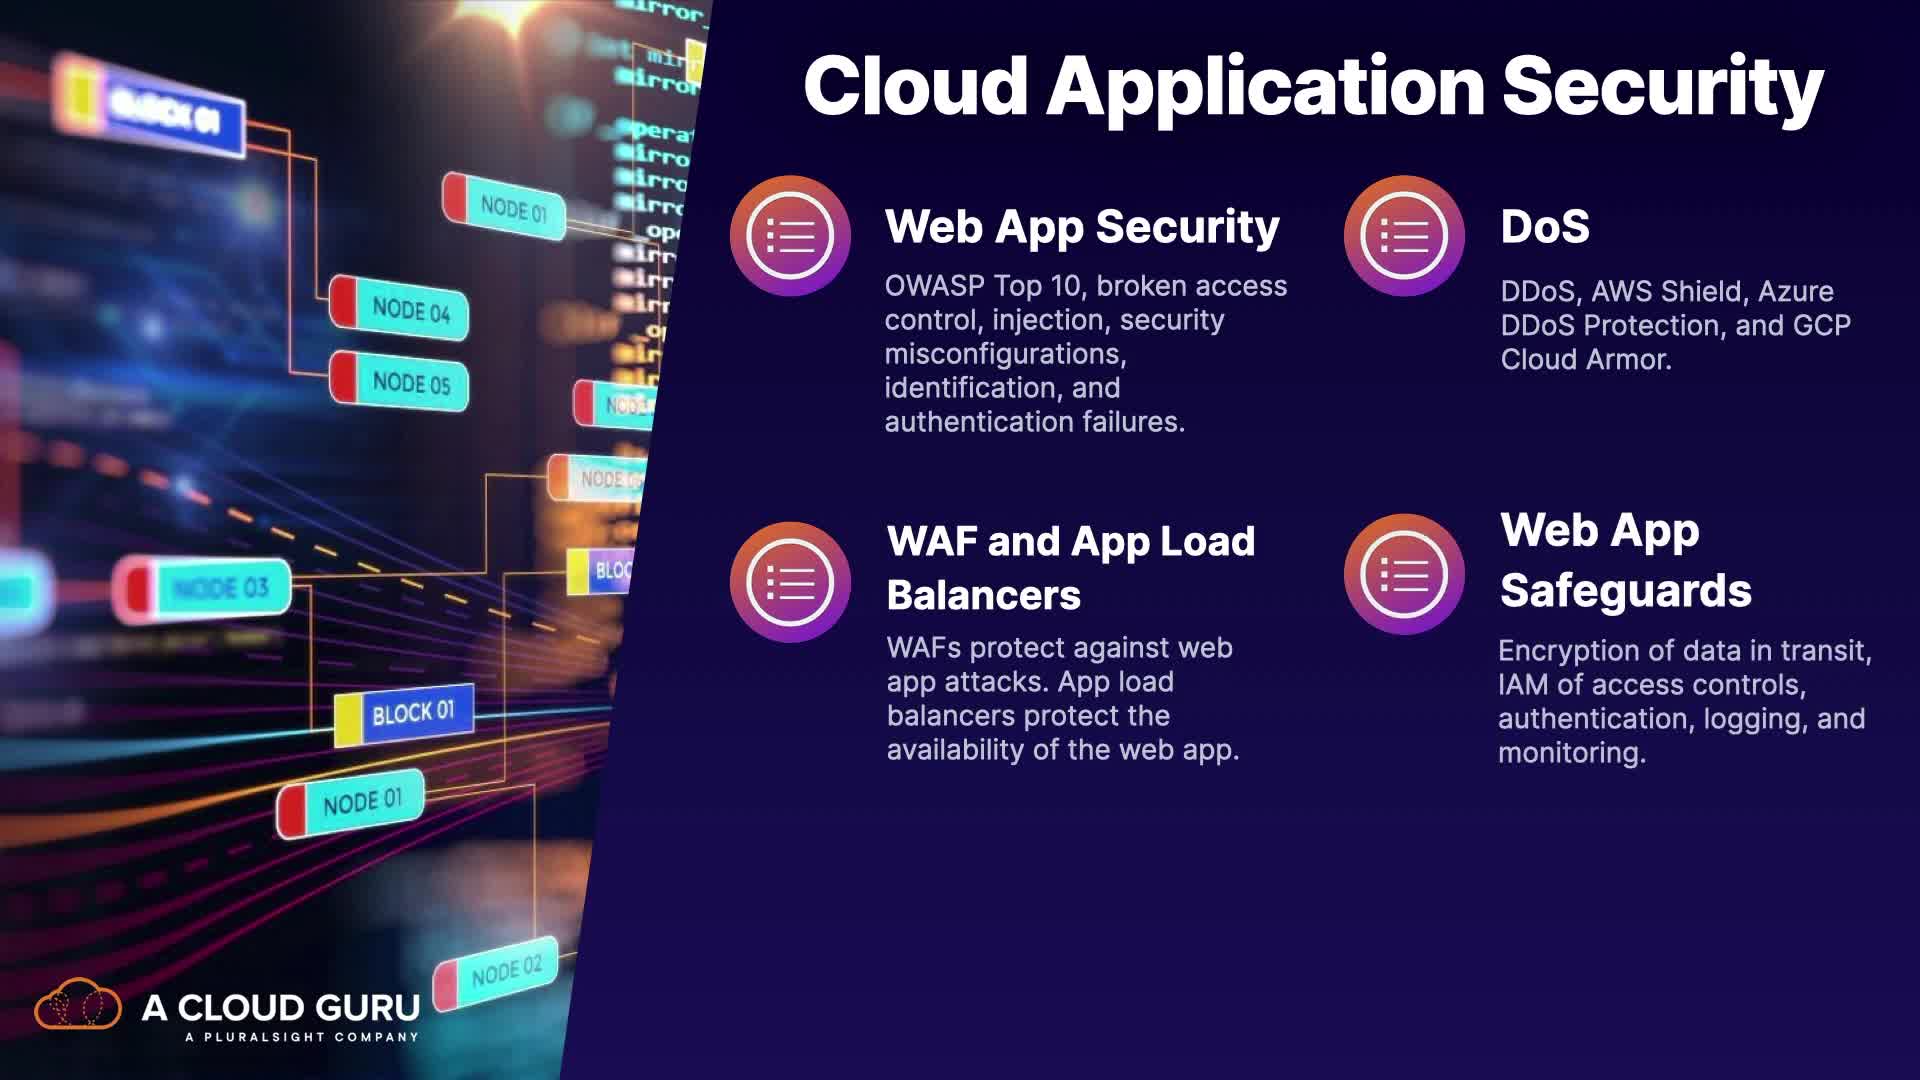 Cloud Application Security
Web App Security
OWASP Top 10, broken access
control, injection, security
misconfigurations,
identification, and
authentication failures.
DoS
DDoS, AWS Shield, Azure
DDoS Protection, and GCP
Cloud Armor.
WAF and App Load
Balancers
WAFs protect against web
app attacks. App load
balancers protect the
availability of the web app.
Web App
Safeguards
Encryption of data in transit,
IAM of access controls,
authentication, logging, and
monitoring.
BLOCK 01
NODE 01
NODE 04
NODE 05
NODE 03
BLOCK 01
NODE 01
NODE 02
A CLOUD GURU
A PLURALSIGHT COMPANY